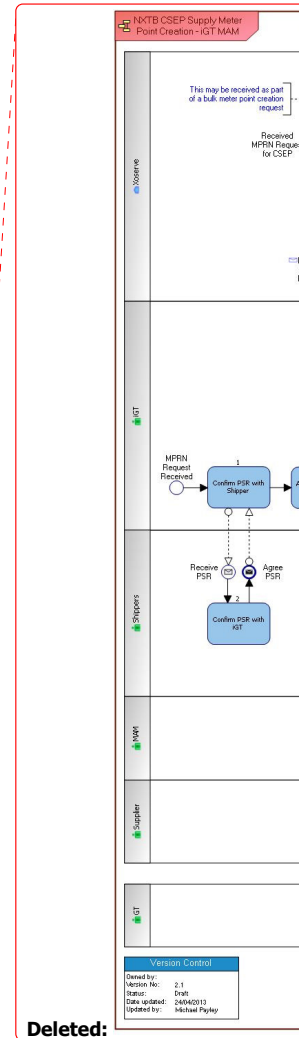 NXTB CSEP Supply Meter
Point Creation - iGT MAM
This may be received as part
of a bulk meter point creation
request
Received
MPRN Reque
for CSEP
Xoserve
iGT
MPRN
Request
Received
1
Confirm PSR with
Shipper
A
Receive
PSR
Agree
PSR
2
Confirm PSR with
iGT
Shippers
MAM
Supplier
GT
Version Control
Owned by:
Version No: 2.1
Status: Draft
Date updated: 24/04/2013
Updated by: Michael Payley
Deleted: